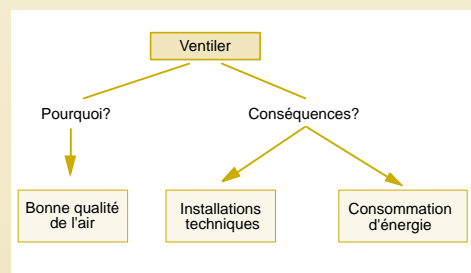 Ventiler
Pourquoi?
Conséquences?
Bonne qualité
de l'air
Installations
techniques
Consommation
d'énergie